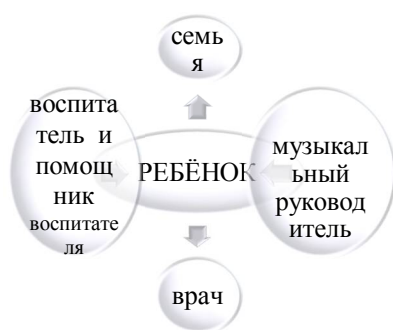 семь
я
воспита
тель и
помощ
ник
воспитате
ля
РЕБЁНОК
музыкал
ьный
руковод
итель
врач